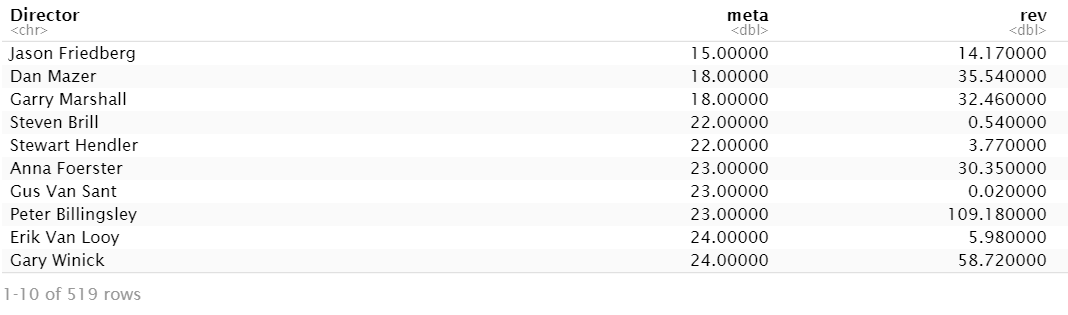 Director meta rev
<chr> <dbl> <dbl>
Jason Friedberg 15.00000 14.170000
Dan Mazer 18.00000 35.540000
Garry Marshall 18.00000 32.460000
Steven Brill 22.00000 0.540000
Stewart Hendler 22.00000 3.770000
Anna Foerster 23.00000 30.350000
Gus Van Sant 23.00000 0.020000
Peter Billingsley 23.00000 109.180000
Erik Van Looy 24.00000 5.980000
Gary Winick 24.00000 58.720000
1-10 of 519 rows